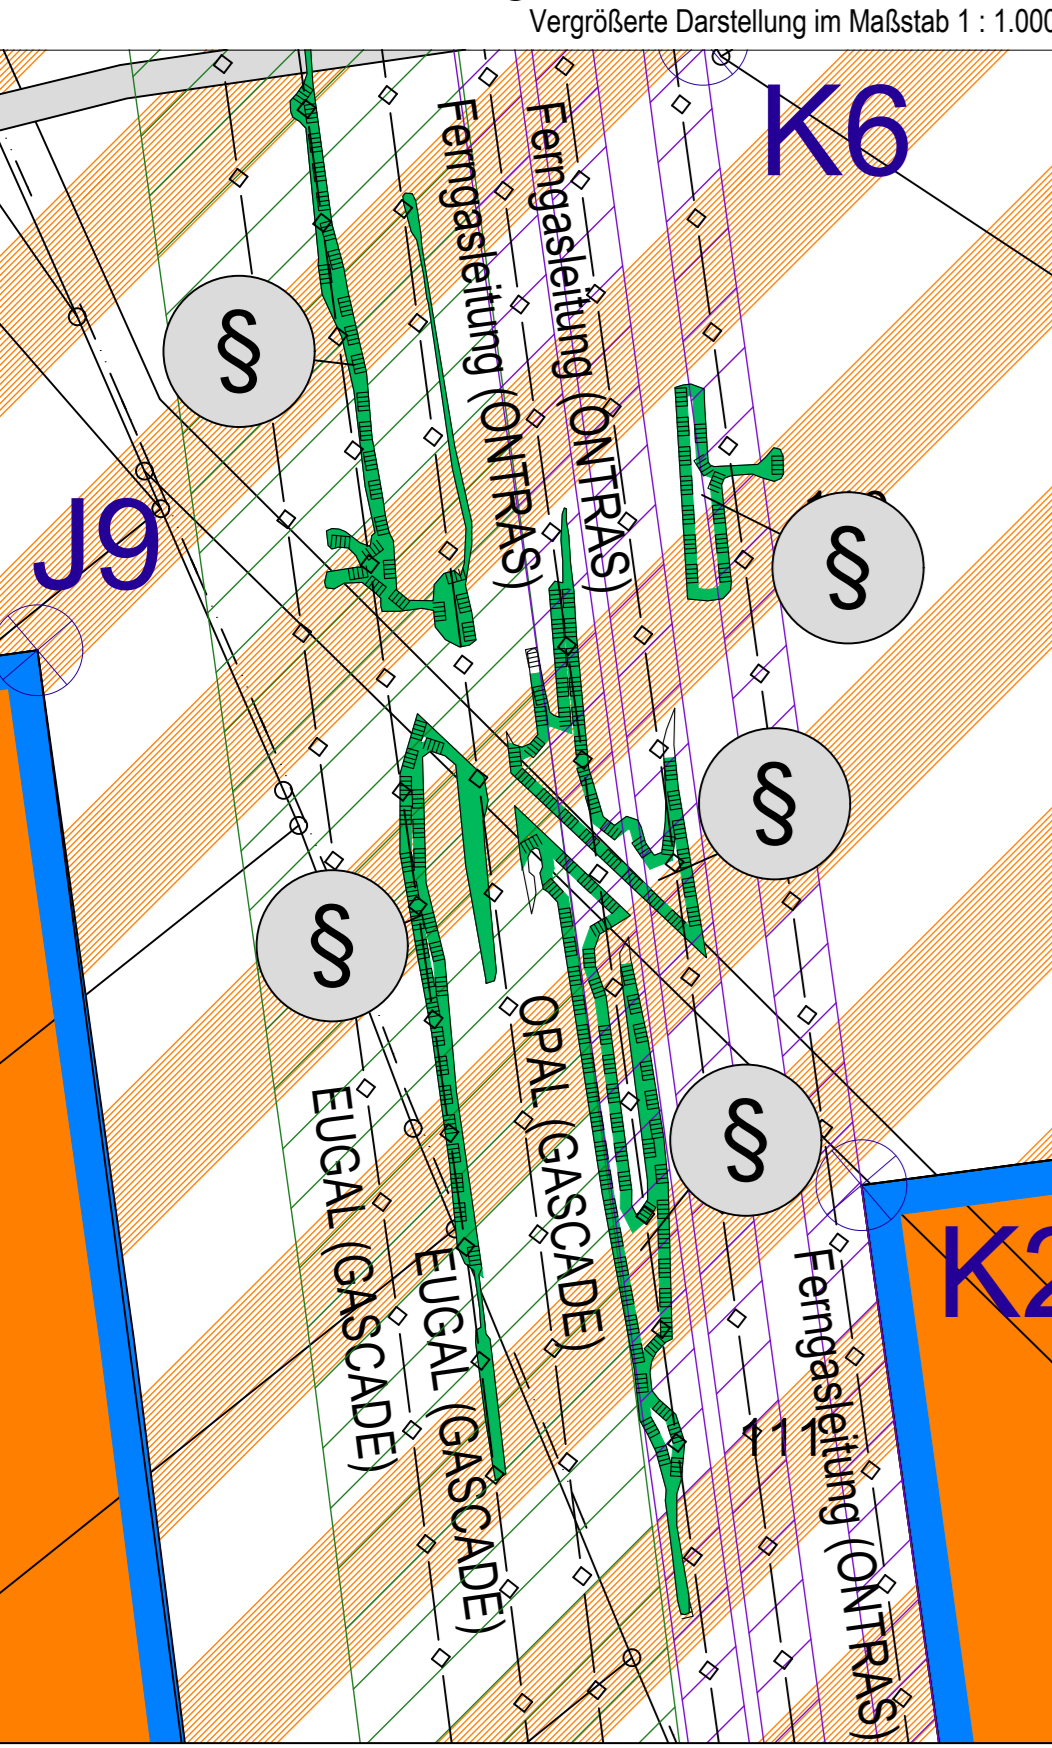 Vergrößerte Darstellung im Maßstab 1 : 1.000
K6
Ferngasleitung (ONTRAS)
Ferngasleitung (ONTRAS)
§
J9
§
§
§
OPAL (GASCADE)
§
EUGAL (GASCADE)
EUGAL (GASCADE)
K2
Ferngasleitung (ONTRAS)
111